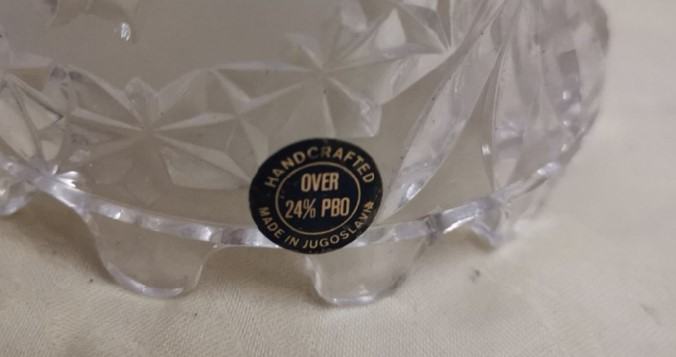 HANDCRAFTED
OVER
24% PBO
MADE IN JUGOSLAVIA